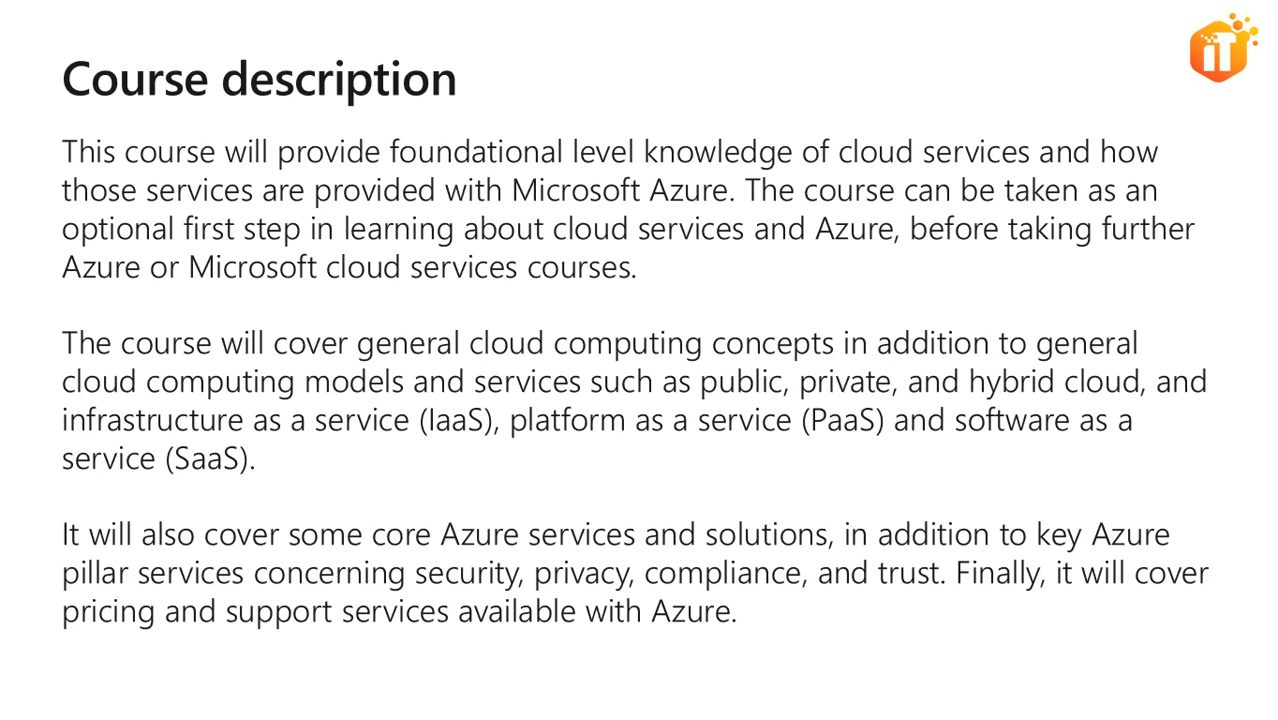 iT
Course description
This course will provide foundational level knowledge of cloud services and how
those services are provided with Microsoft Azure. The course can be taken as an
optional first step in learning about cloud services and Azure, before taking further
Azure or Microsoft cloud services courses.
The course will cover general cloud computing concepts in addition to general
cloud computing models and services such as public, private, and hybrid cloud, and
infrastructure as a service (IaaS), platform as a service (PaaS) and software as a
service (SaaS).
It will also cover some core Azure services and solutions, in addition to key Azure
pillar services concerning security, privacy, compliance, and trust. Finally, it will cover
pricing and support services available with Azure.